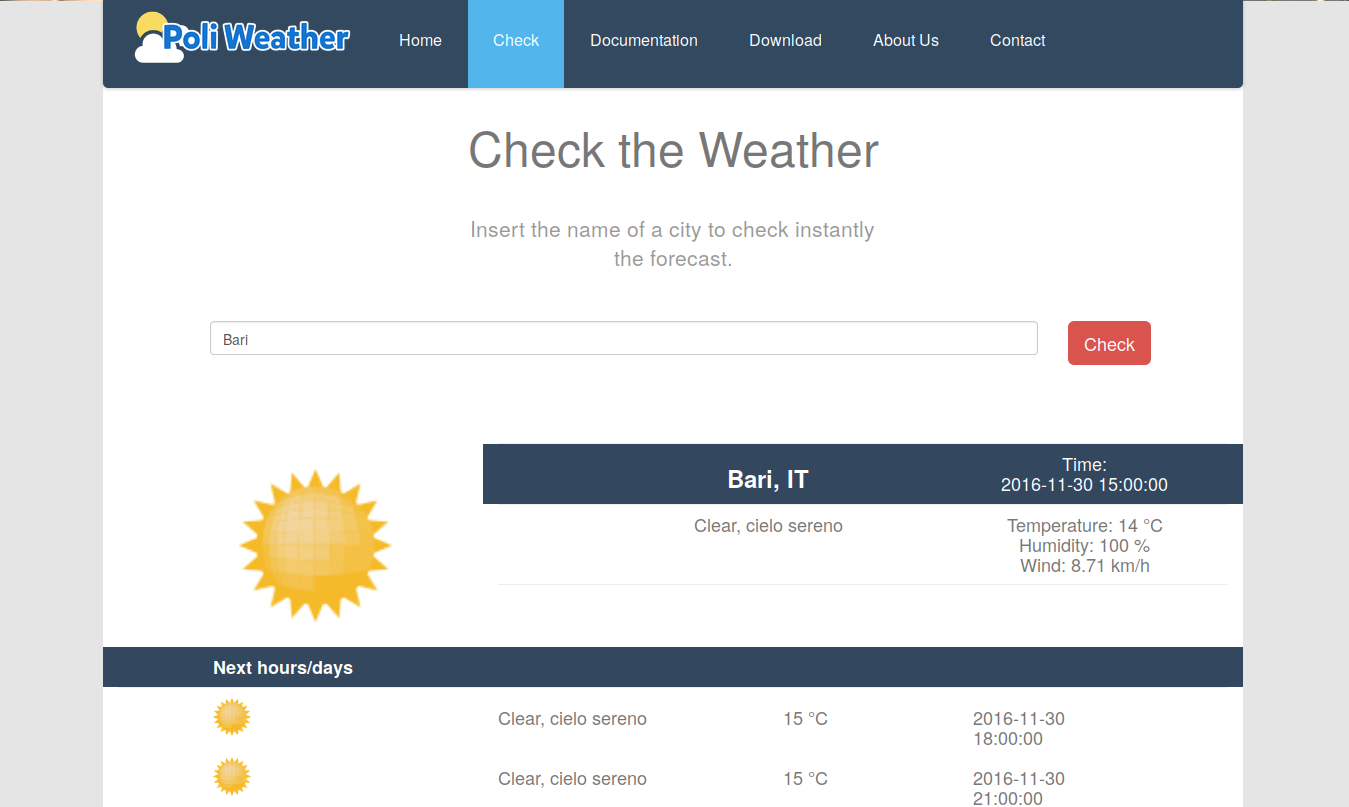 Poli Weather
Home
Check
Documentation
Download
About Us
Contact
Check the Weather
Insert the name of a city to check instantly
the forecast.
Bari
Check
Bari, IT
Time:
2016-11-30 15:00:00
Clear, cielo sereno
Temperature: 14 °C
Humidity: 100 %
Wind: 8.71 km/h
Next hours/days
Clear, cielo sereno
15 °C
2016-11-30
18:00:00
Clear, cielo sereno
15 °C
2016-11-30
21:00:00